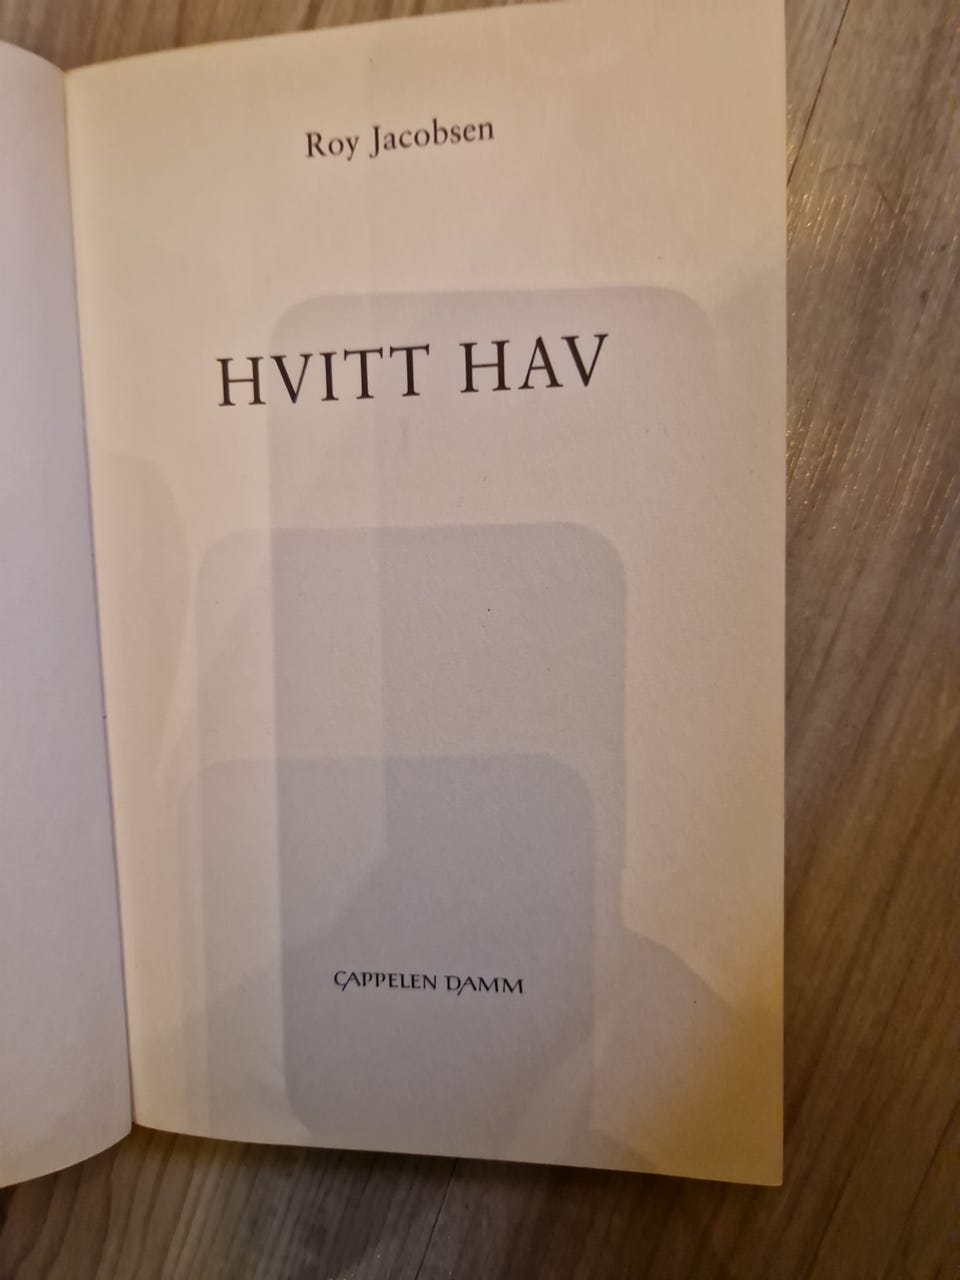 Roy Jacobsen
HVITT HAV
CAPPELEN DAMM